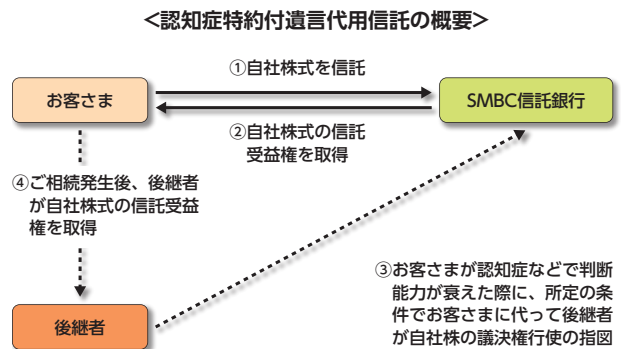 <認知症特約付遺言代用信託の概要>
①自社株式を信託
お客さま
SMBC信託銀行
②自社株式の信託
受益権を取得
④ご相続発生後、後継者
が自社株式の信託受益
権を取得
③お客さまが認知症などで判断
能力が衰えた際に、所定の条
件でお客さまに代って後継者
が自社株の議決権行使の指図
後継者